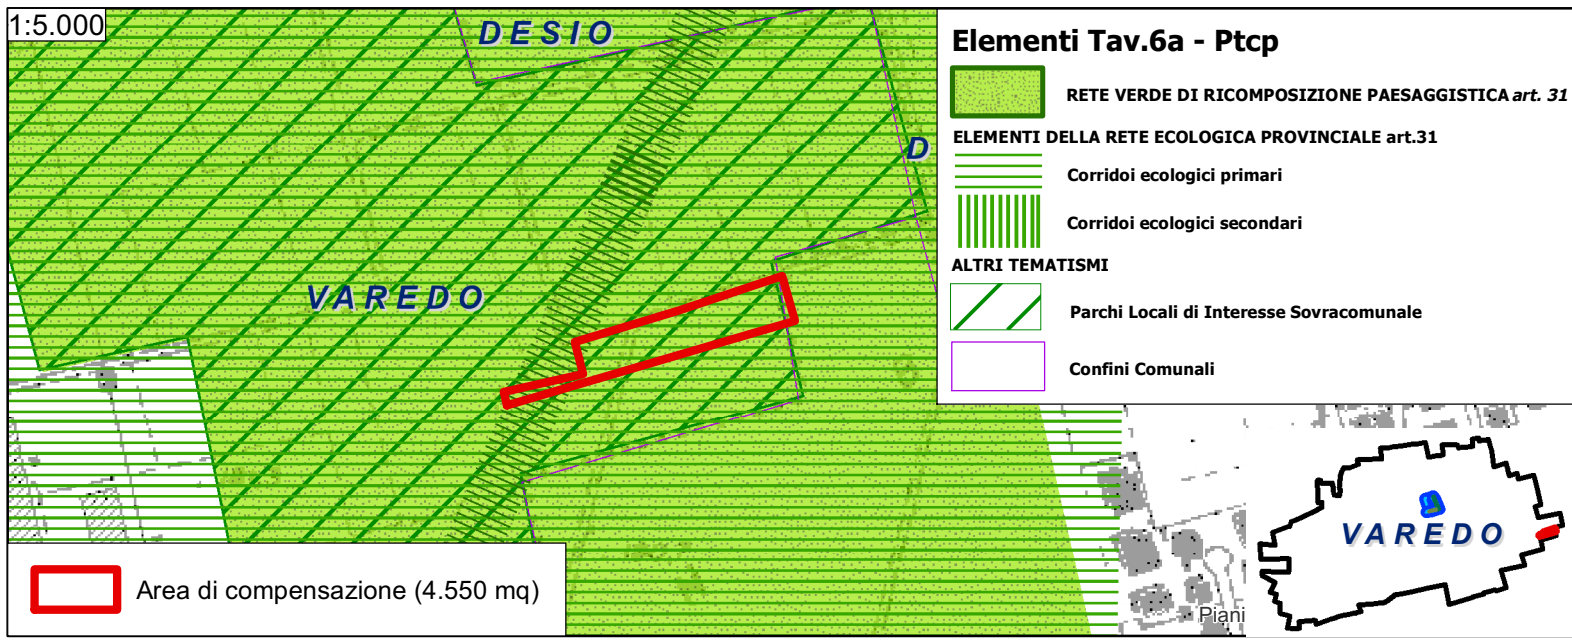 1:5.000
DESIO
D
VAREDO
Elementi Tav.6a - Ptcp
RETE VERDE DI RICOMPOSIZIONE PAESAGGISTICA art. 31
ELEMENTI DELLA RETE ECOLOGICA PROVINCIALE art.31
Corridoi ecologici primari
Corridoi ecologici secondari
ALTRI TEMATISMI
Parchi Locali di Interesse Sovracomunale
Confini Comunali
Area di compensazione (4.550 mq)
VAREDO
Piani